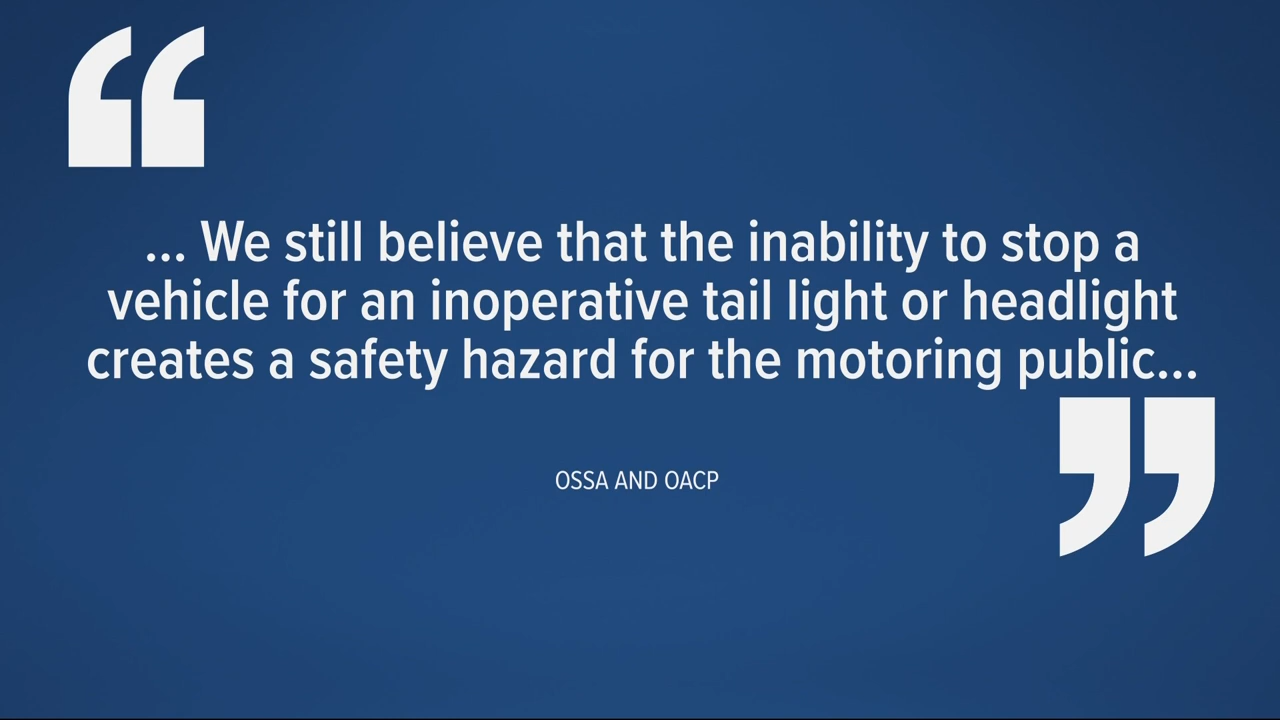 “
... We still believe that the inability to stop a
vehicle for an inoperative tail light or headlight
creates a safety hazard for the motoring public...
”
OSSA AND OACP